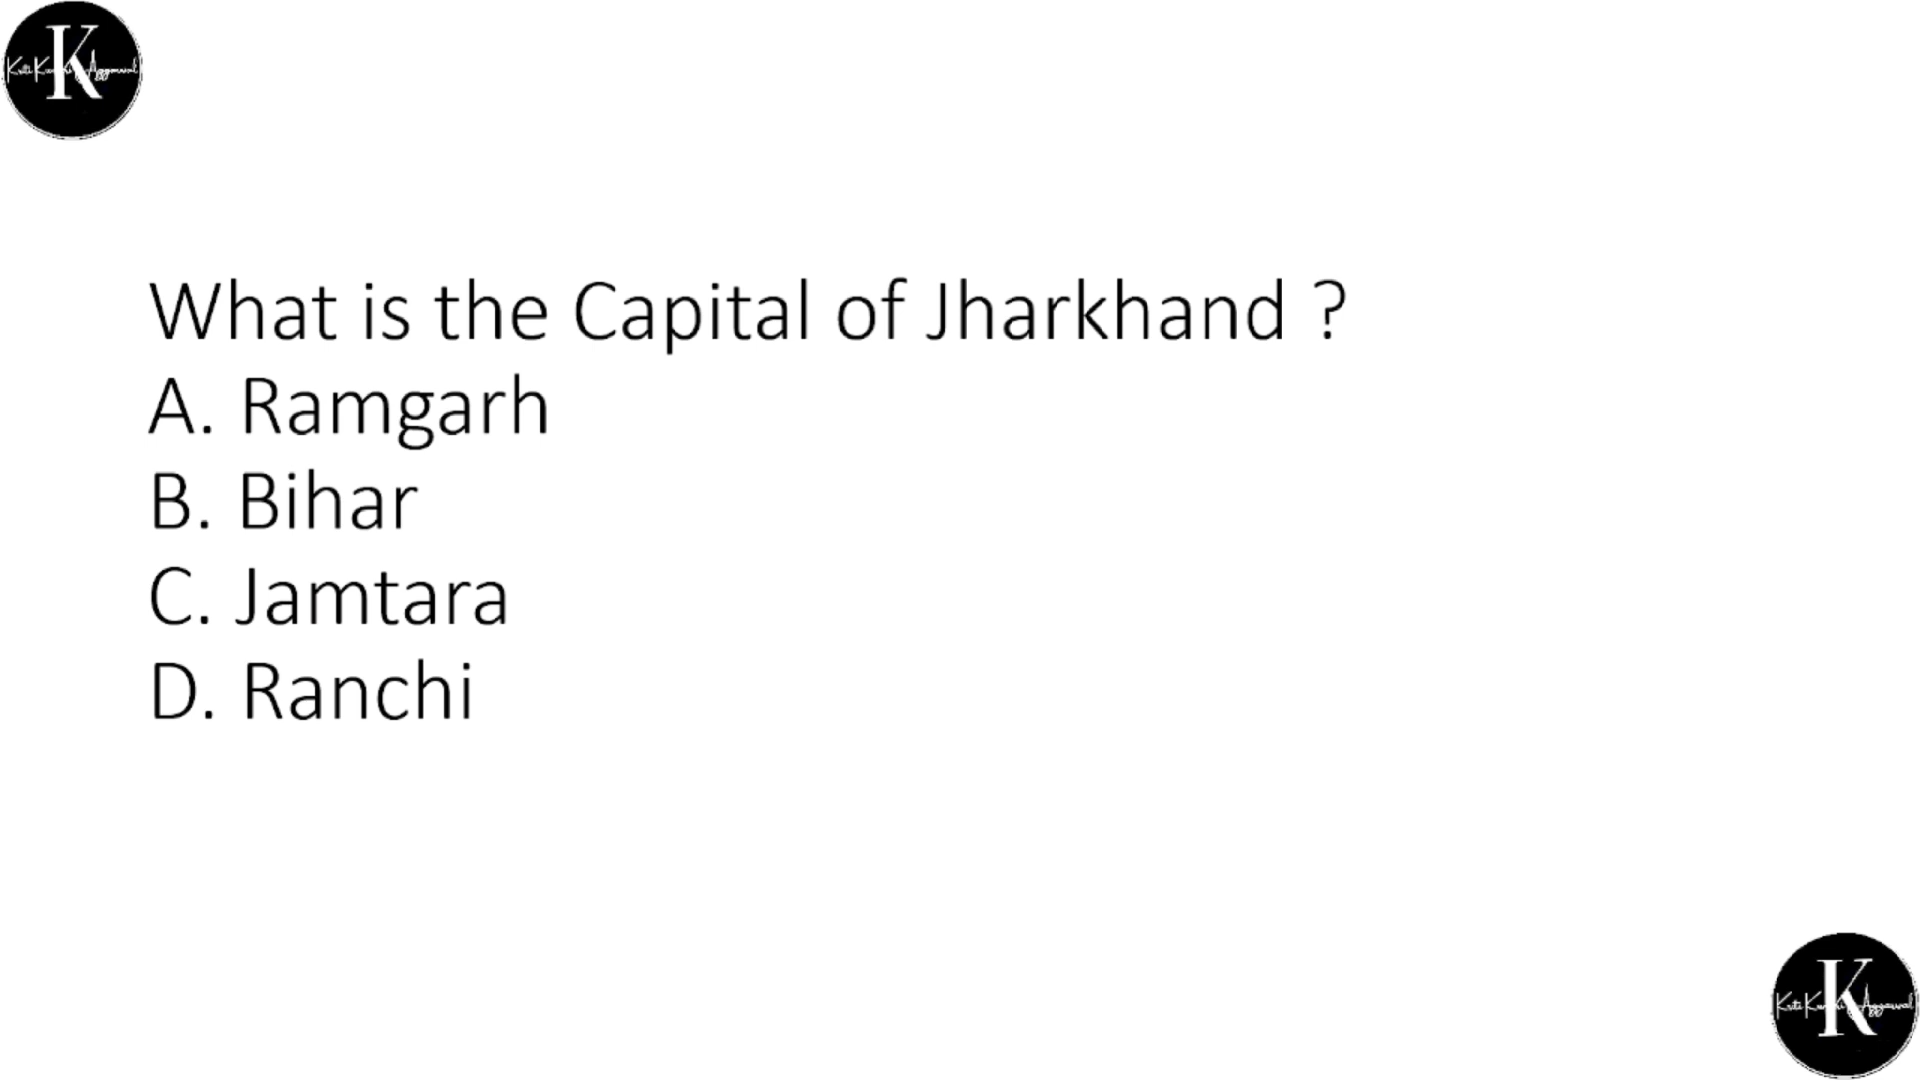 K
What is the Capital of Jharkhand ?
A. Ramgarh
B. Bihar
C. Jamtara
D. Ranchi
K